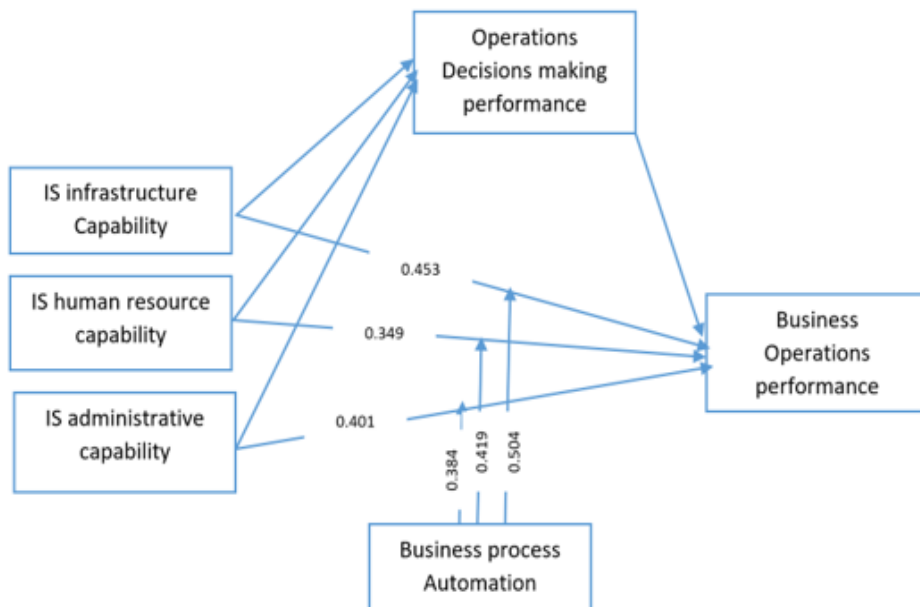 Operations
Decisions making
performance
IS infrastructure
Capability
0.453
IS human resource
capability
0.349
Business
Operations
performance
IS administrative
capability
0.401
0.384
0.419
0.504
Business process
Automation